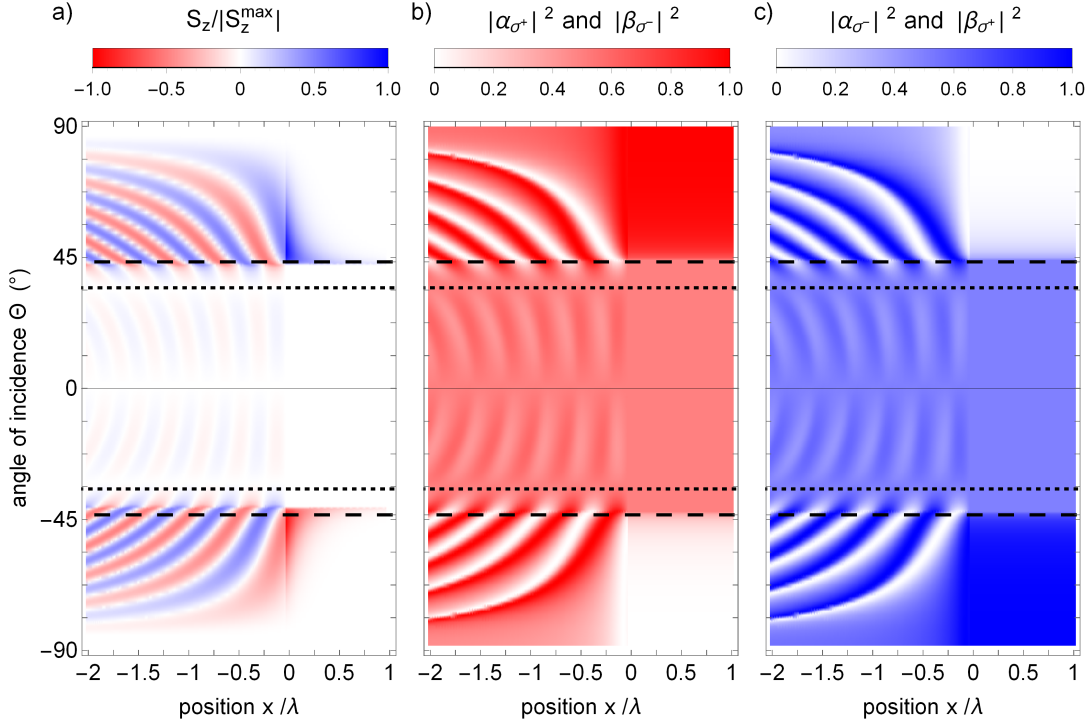 a) S_z/|S_z^max|
b) |α_σ⁺|² and |β_σ⁻|²
c) |α_σ⁻|² and |β_σ⁺|²
−1.0 −0.5 0 0.5 1.0
0 0.2 0.4 0.6 0.8 1.0
0 0.2 0.4 0.6 0.8 1.0
angle of incidence Θ (°)
90
45
0
−45
−90
−2 −1.5 −1 −0.5 0 0.5 1
−2 −1.5 −1 −0.5 0 0.5 1
−2 −1.5 −1 −0.5 0 0.5 1
position x/λ
position x/λ
position x/λ